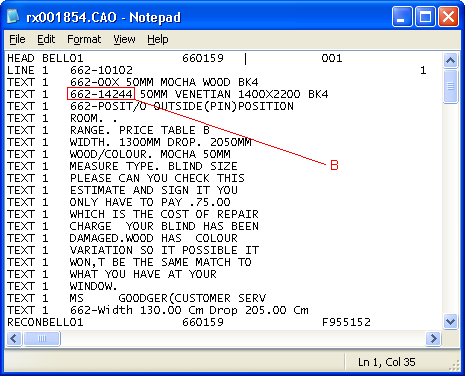 rx001854.CAO - Notepad
File Edit Format View Help
HEAD BELLO1 660159 001
LINE 1 662-10102 1
TEXT 1 662-00X 50MM MOCHA WOOD BK4
TEXT 1 662-14244 50MM VENETIAN 1400X2200 BK4
TEXT 1 662-POSIT/O OUTSIDE(PIN)POSITION
TEXT 1 ROOM. .
TEXT 1 RANGE. PRICE TABLE B
TEXT 1 WIDTH. 1300MM DROP. 2050MM
TEXT 1 WOOD/COLOUR. MOCHA 50MM
TEXT 1 MEASURE TYPE. BLIND SIZE
TEXT 1 PLEASE CAN YOU CHECK THIS
TEXT 1 ESTIMATE AND SIGN IT YOU
TEXT 1 ONLY HAVE TO PAY .75.00
TEXT 1 WHICH IS THE COST OF REPAIR
TEXT 1 CHARGE YOUR BLIND HAS BEEN
TEXT 1 DAMAGED.WOOD HAS COLOUR
TEXT 1 VARIATION SO IT POSSIBLE IT
TEXT 1 WON,T BE THE SAME MATCH TO
TEXT 1 WHAT YOU HAVE AT YOUR
TEXT 1 WINDOW.
TEXT 1 MS GOODGER(CUSTOMER SERV
TEXT 1 662-Width 130.00 Cm Drop 205.00 Cm
RECONBELLO1 660159 F955152
B
Ln 1, Col 35